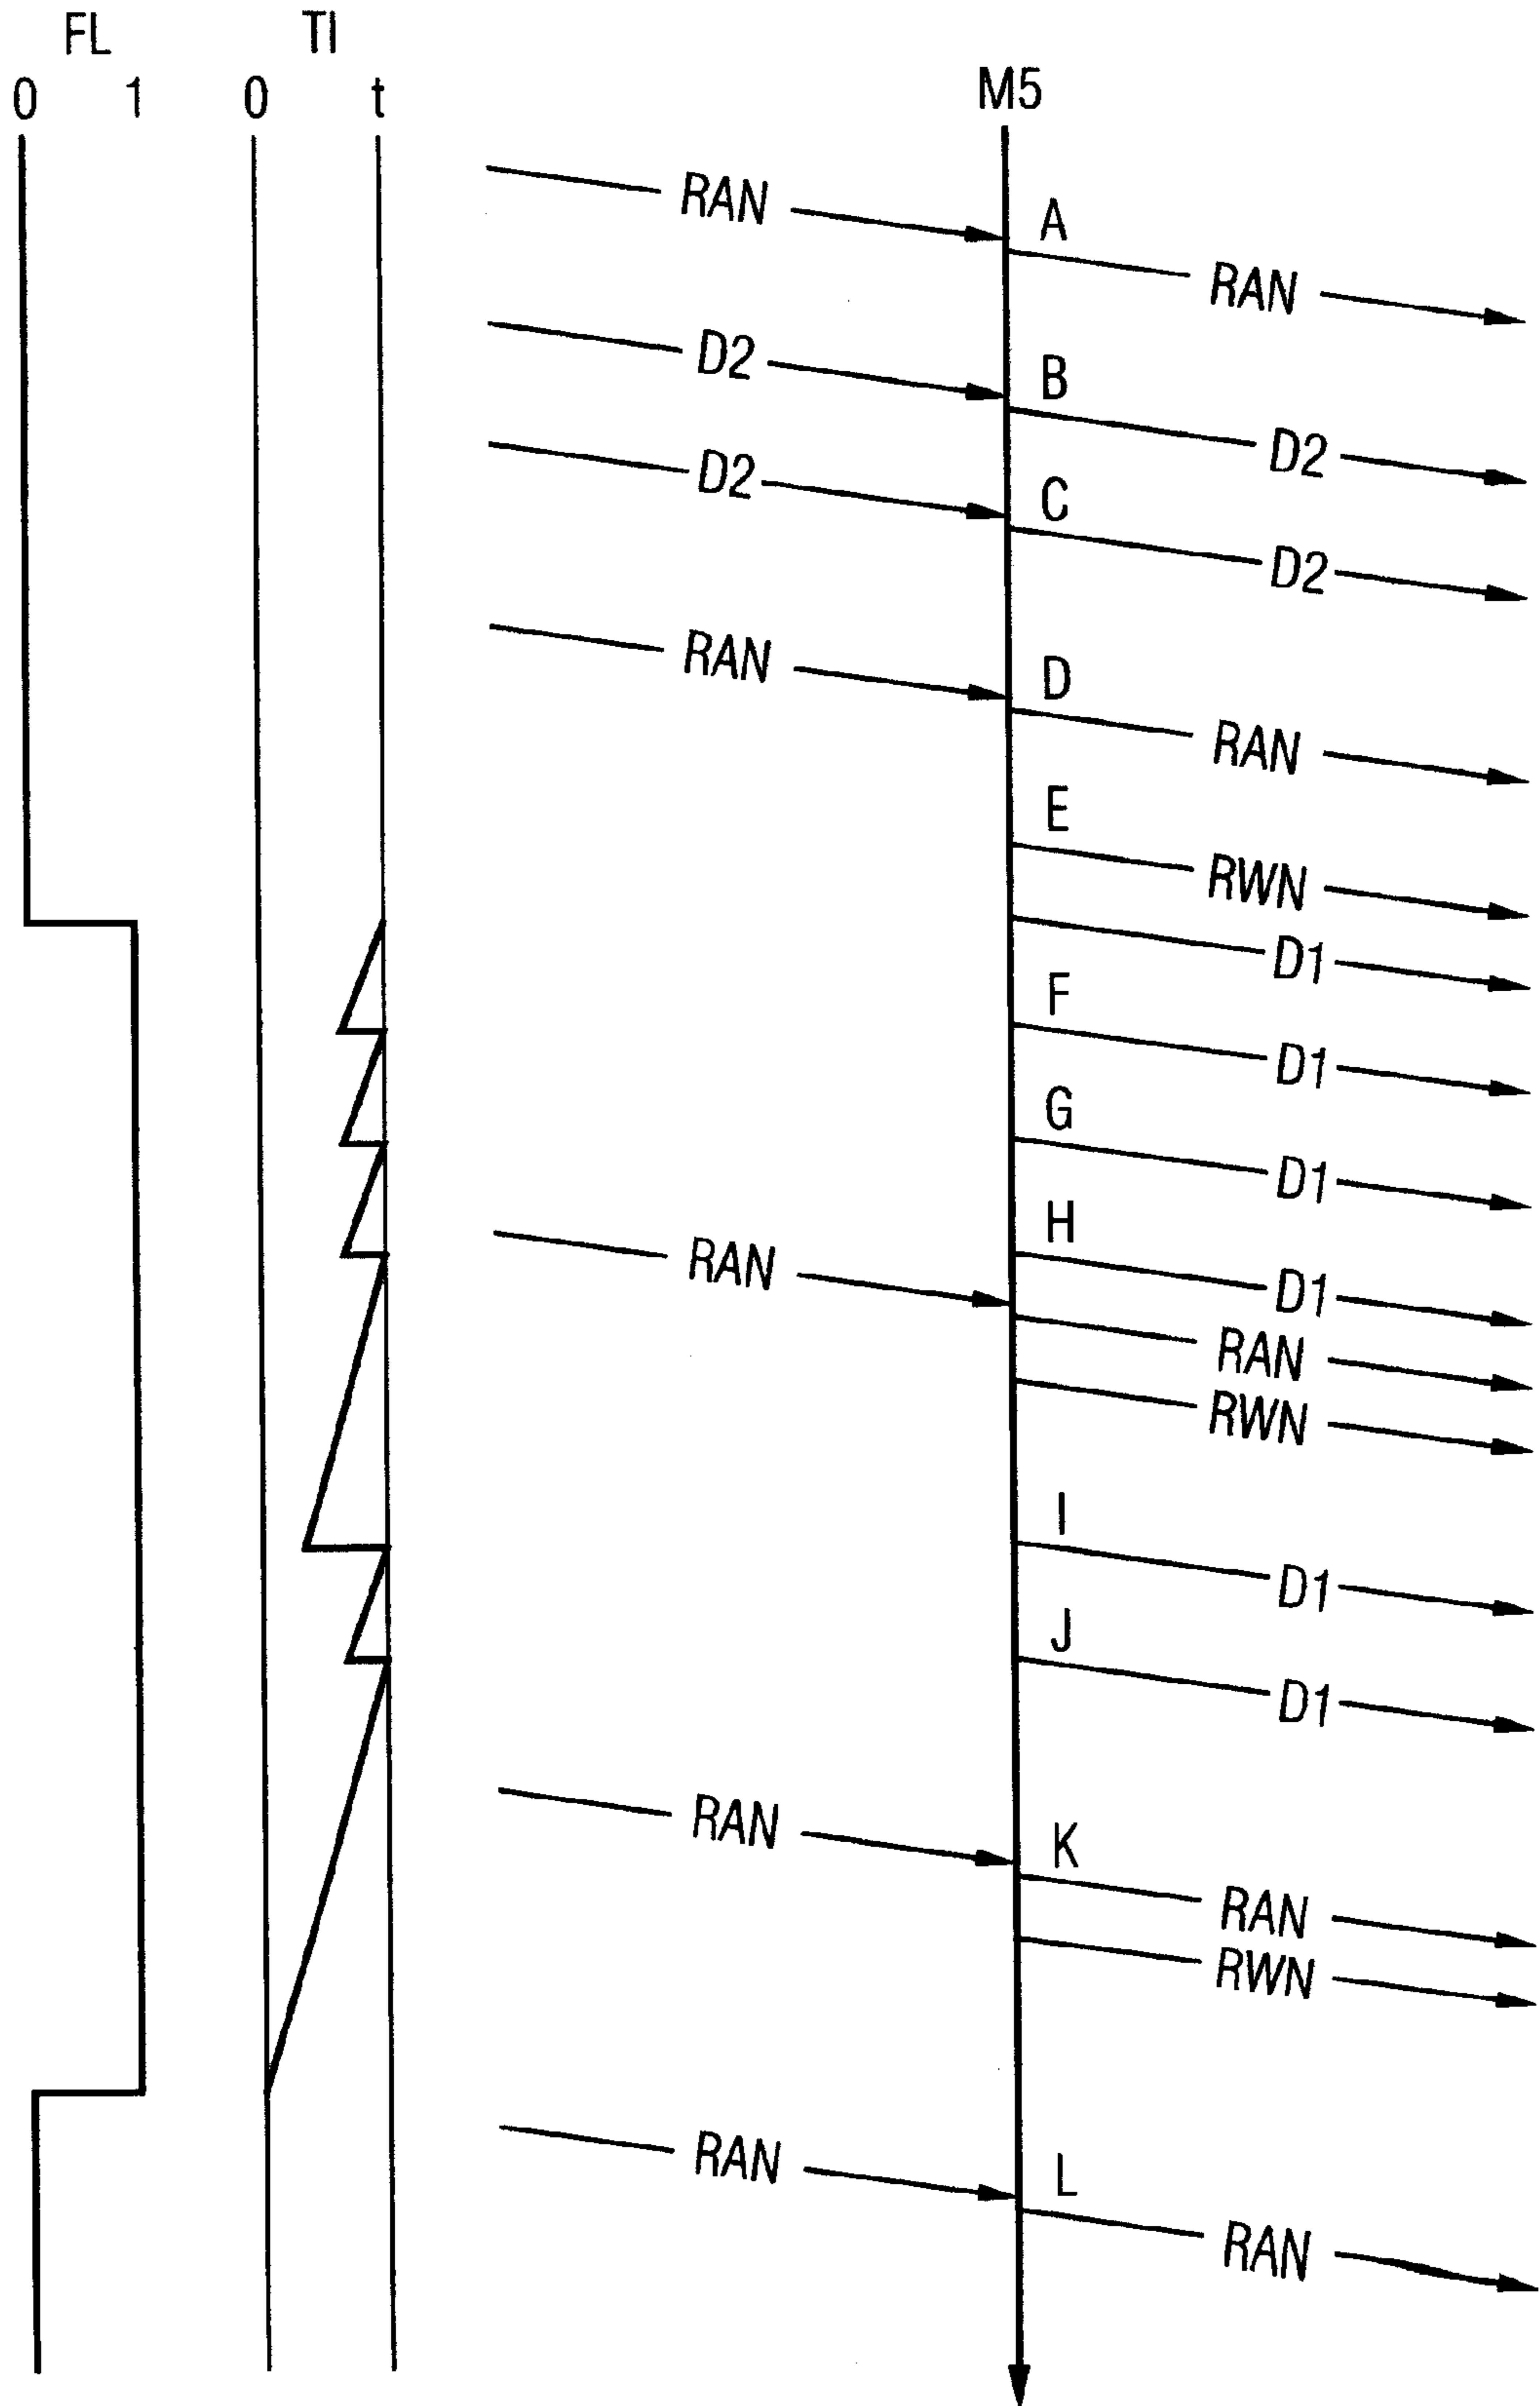 FL TI
0 1 0 t M5
RAN A
RAN
D2 B
D2
D2 C
D2
RAN D
RAN
E
RWN
D1
F
D1
G
D1
H
RAN D1
RAN
RWN
I
D1
J
D1
RAN K
RAN
RWN
RAN L
RAN